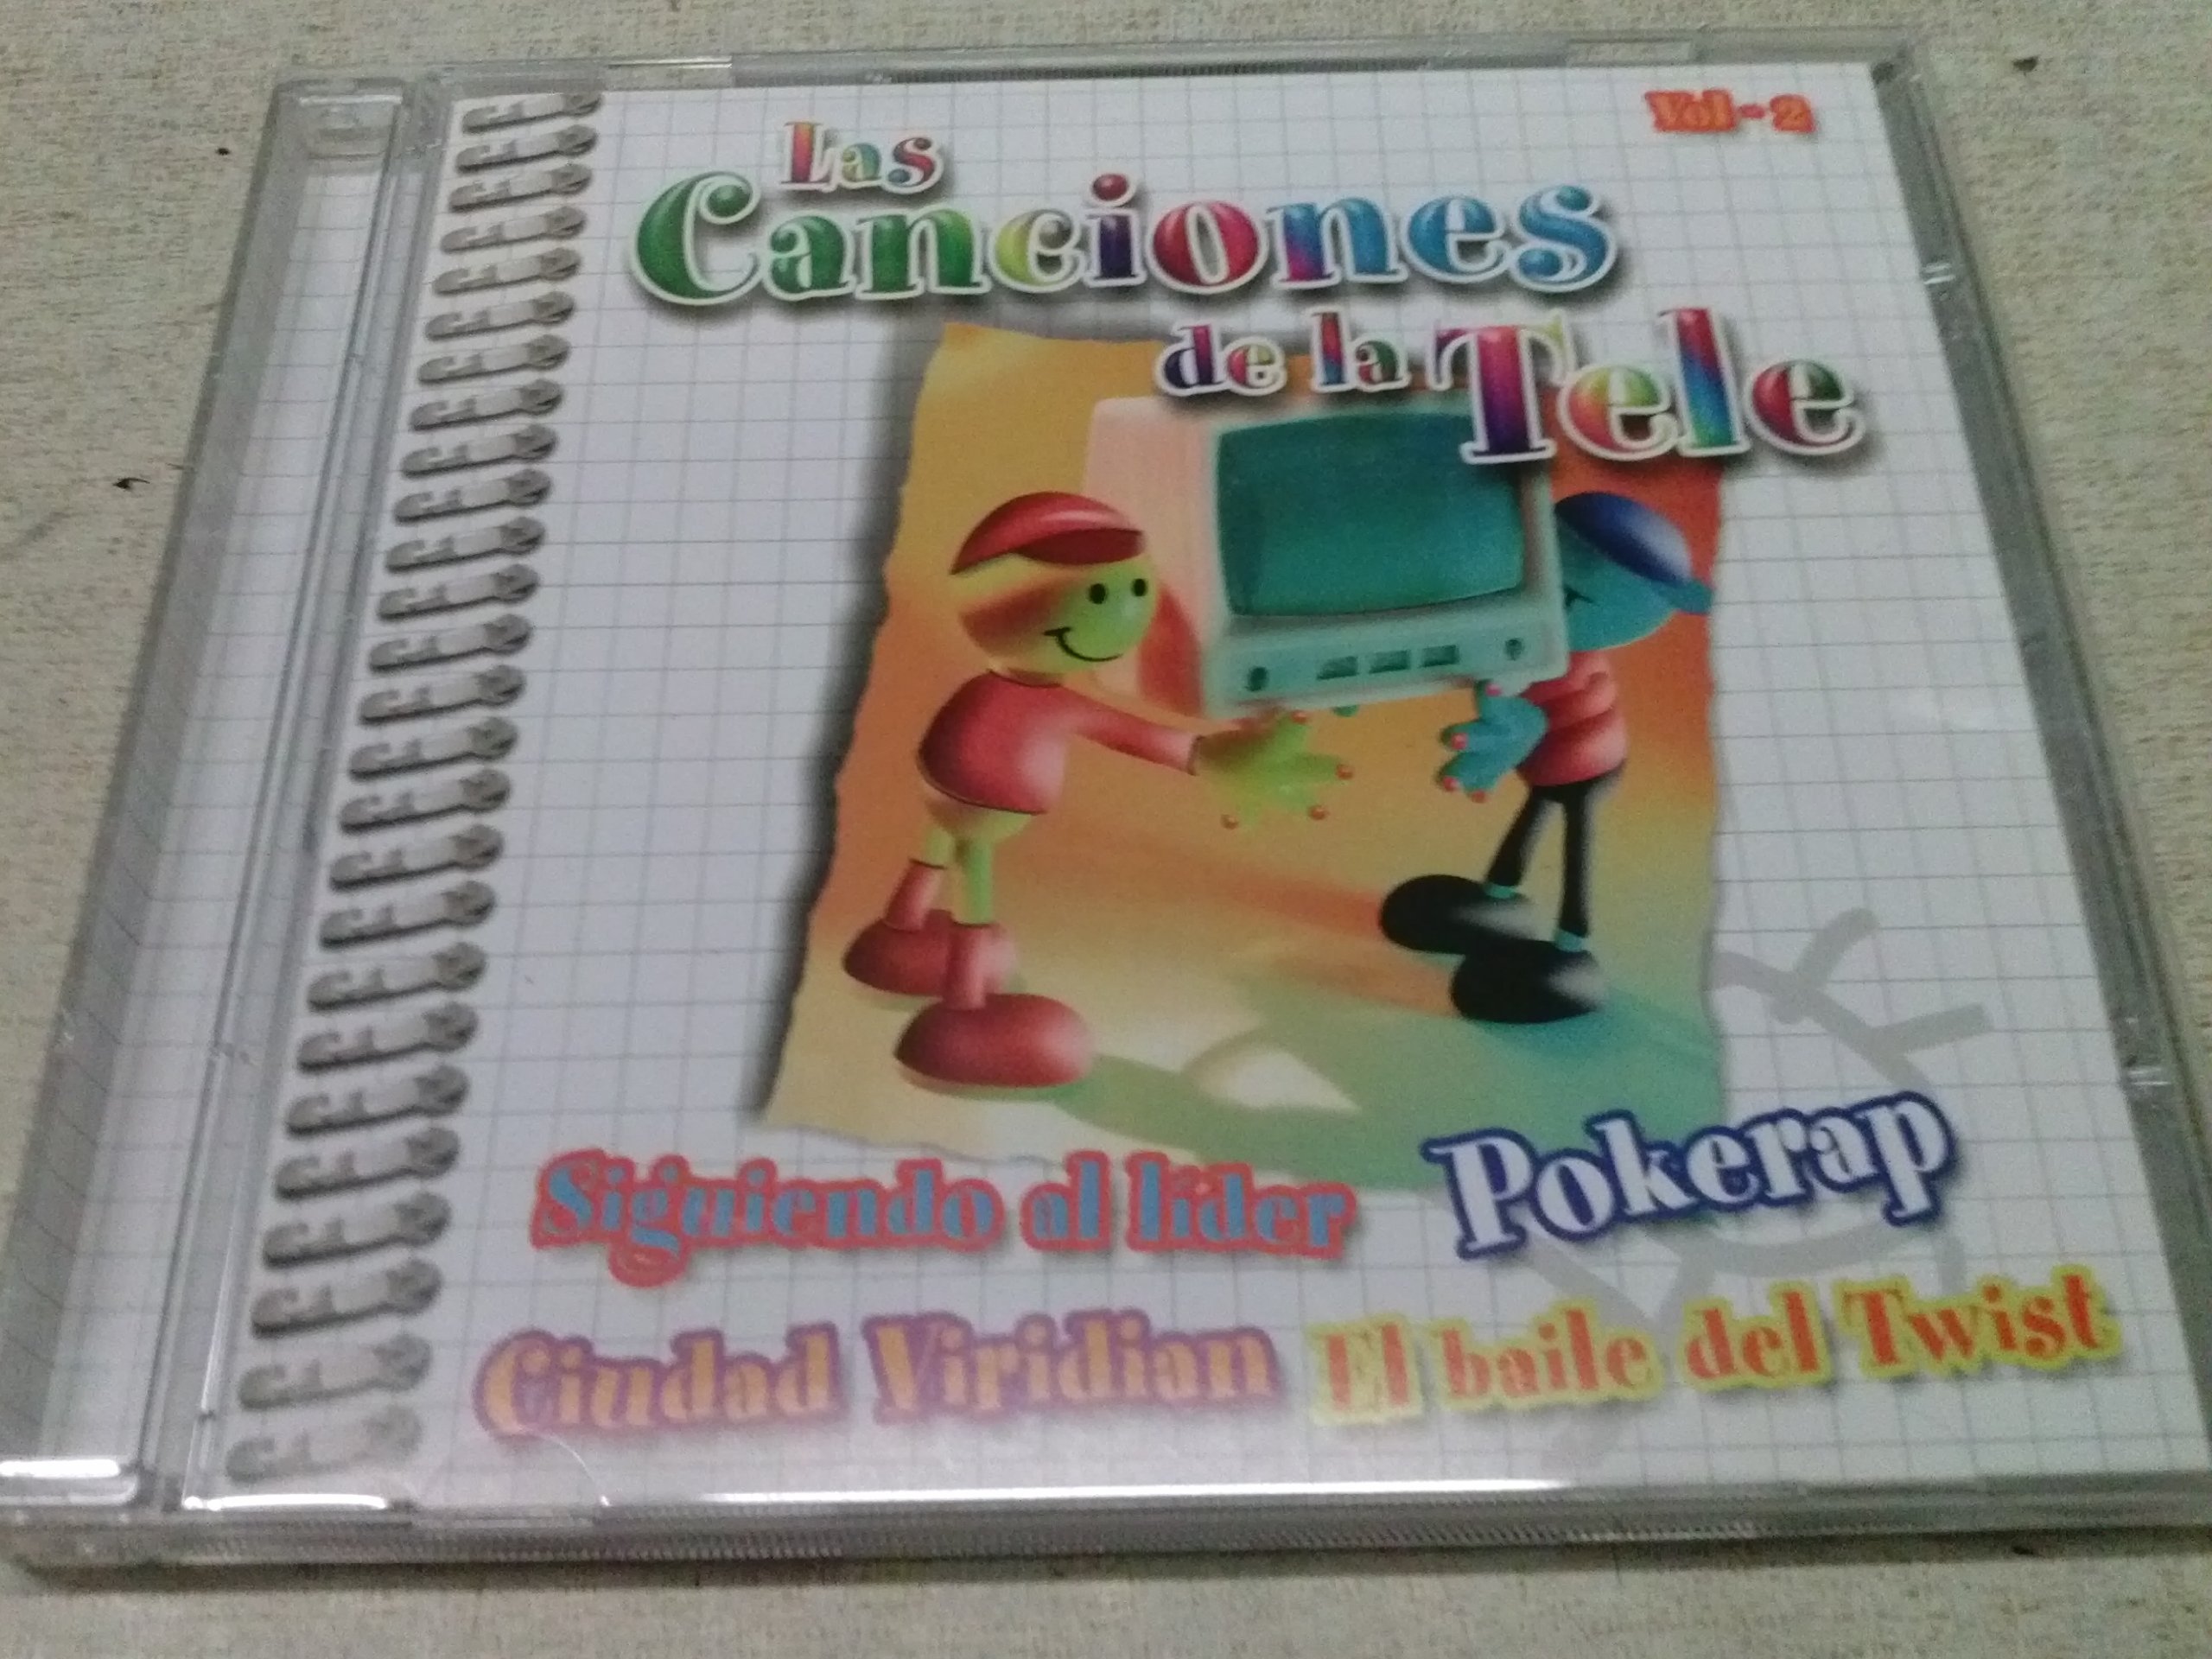 Vol - 2
Las
Canciones
de la Tele
Siguiendo al líder
Pokerap
Ciudad Viridian
El baile del Twist